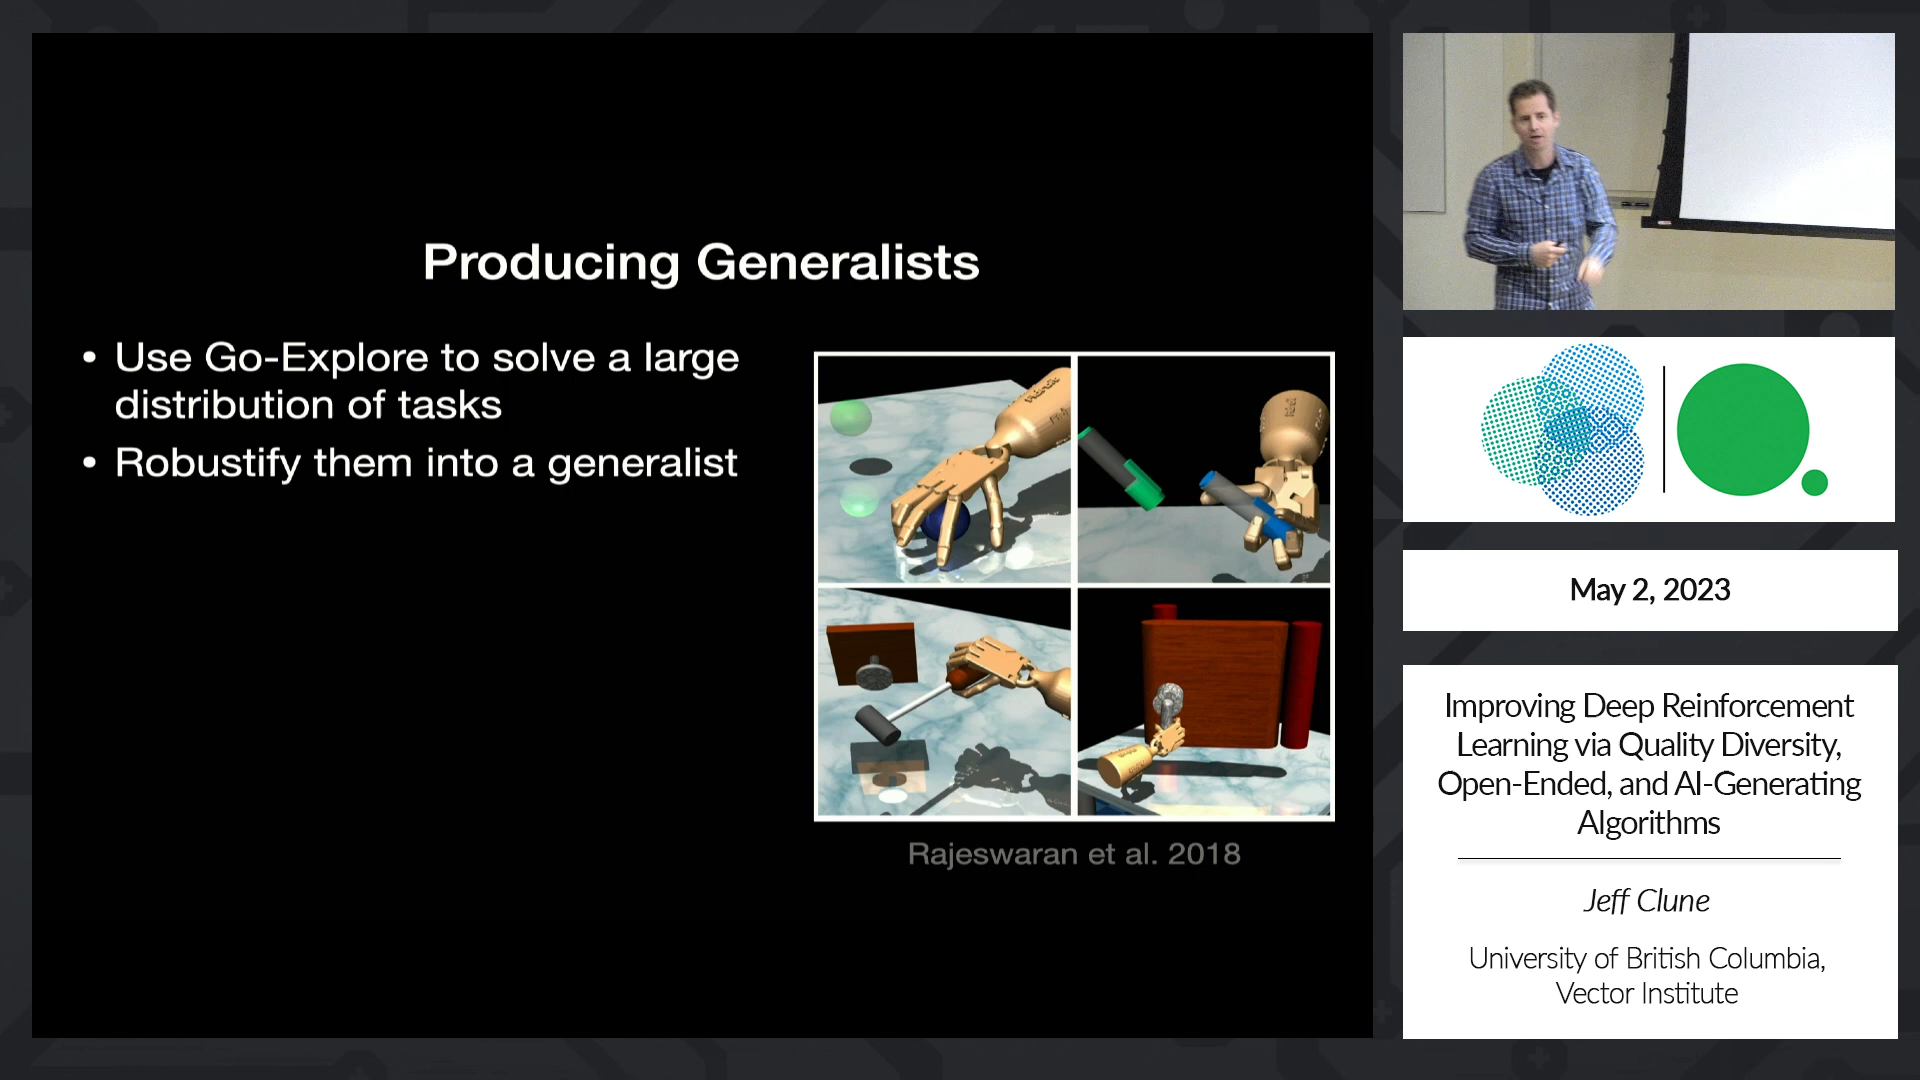 Producing Generalists
• Use Go-Explore to solve a large
distribution of tasks
• Robustify them into a generalist
Rajeswaran et al. 2018
May 2, 2023
Improving Deep Reinforcement
Learning via Quality Diversity,
Open-Ended, and AI-Generating
Algorithms
Jeff Clune
University of British Columbia,
Vector Institute